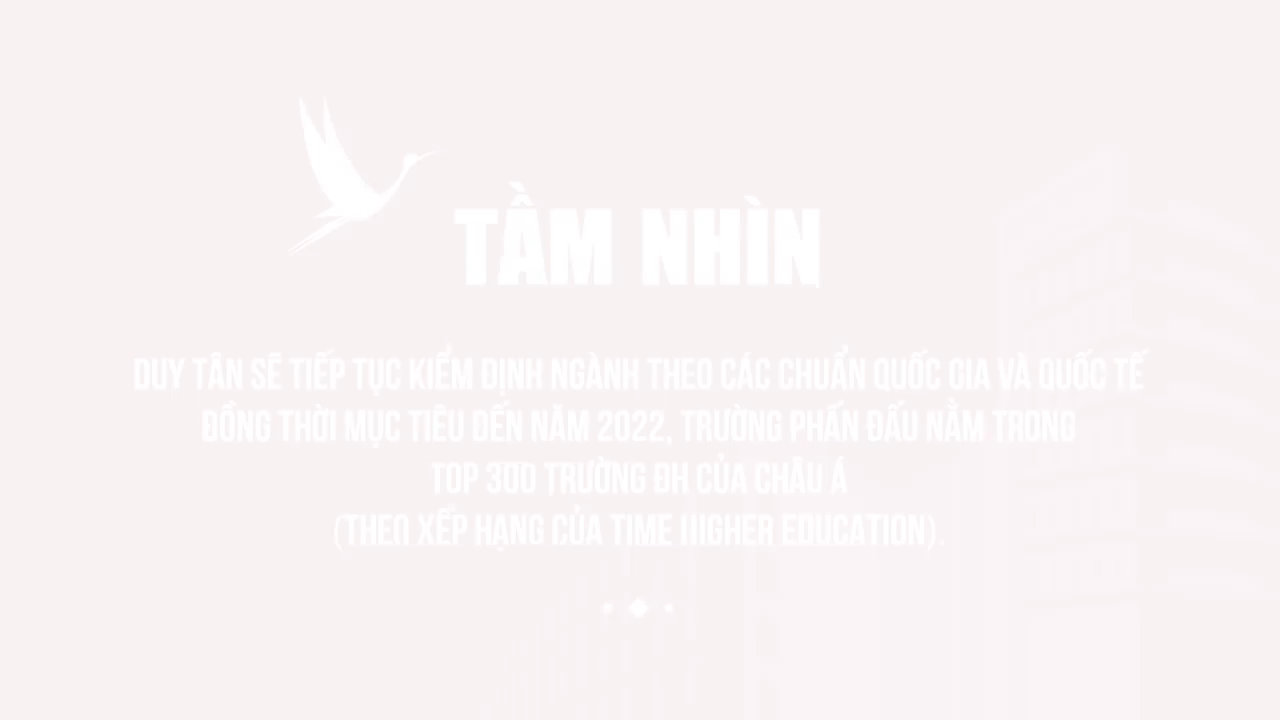 TẦM NHÌN
DUY TÂN SẼ TIẾP TỤC KIỂM ĐỊNH NGÀNH THEO CÁC CHUẨN QUỐC GIA VÀ QUỐC TẾ
ĐỒNG THỜI MỤC TIÊU ĐẾN NĂM 2022, TRƯỜNG PHẤN ĐẤU NẰM TRONG
TOP 300 TRƯỜNG ĐH CỦA CHÂU Á
(THEO XẾP HẠNG CỦA TIME HIGHER EDUCATION).